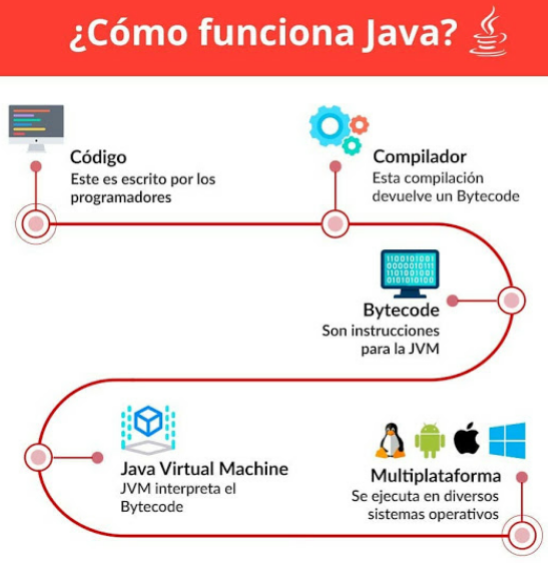 ¿Cómo funciona Java?
Código
Este es escrito por los
programadores
Compilador
Esta compilación
devuelve un Bytecode
1100101001
0000010111
1101001011
0101010100
Bytecode
Son instrucciones
para la JVM
Java Virtual Machine
JVM interpreta el
Bytecode
Multiplataforma
Se ejecuta en diversos
sistemas operativos